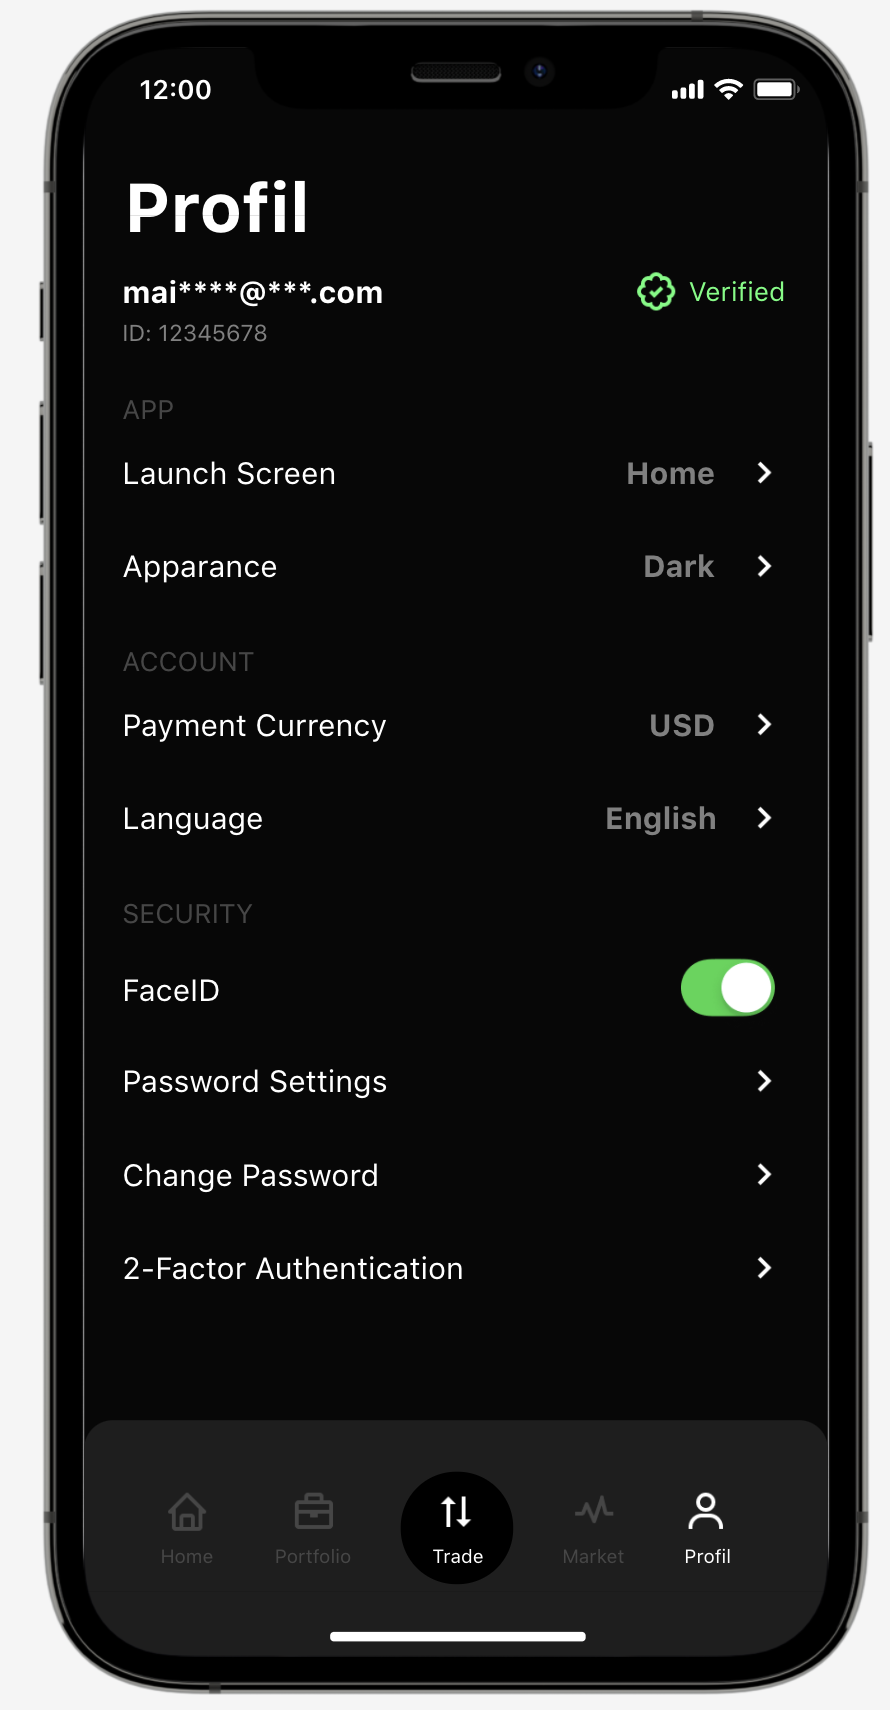 12:00
Profil
mai****@***.com
Verified
ID: 12345678
APP
Launch Screen Home
Apparance Dark
ACCOUNT
Payment Currency USD
Language English
SECURITY
FaceID
Password Settings
Change Password
2-Factor Authentication
Home Portfolio Trade Market Profil